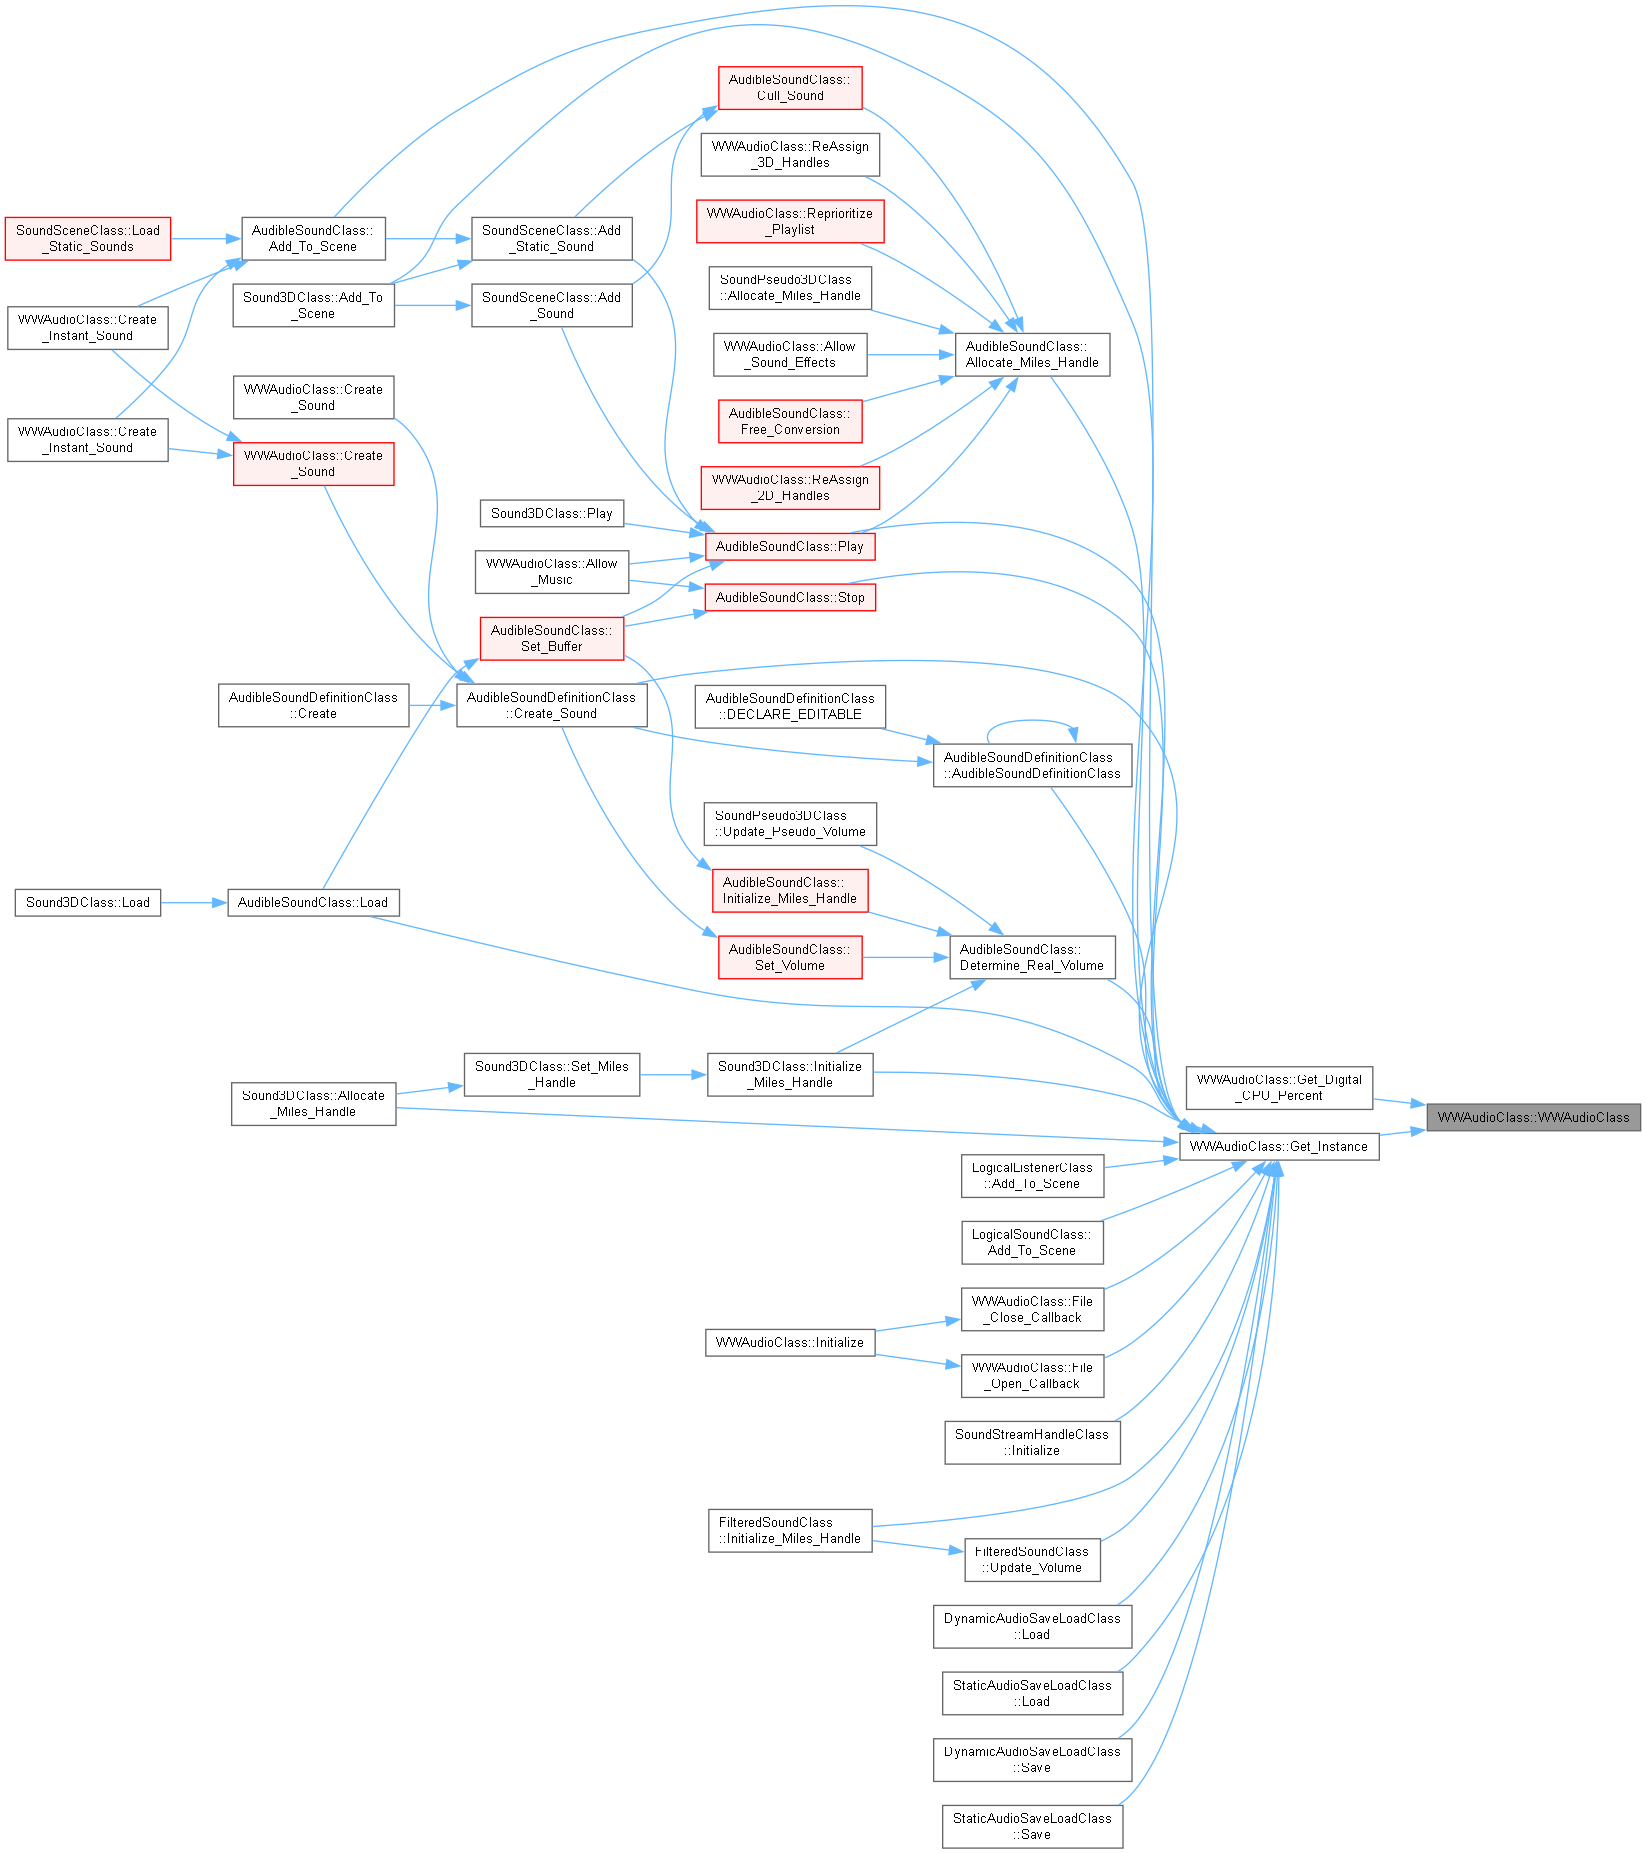 AudibleSoundClass::
Cull_Sound
WWAudioClass::ReAssign
_3D_Handles
WWAudioClass::Reprioritize
_Playlist
SoundSceneClass::Load
_Static_Sounds
AudibleSoundClass::
Add_To_Scene
SoundSceneClass::Add
_Static_Sound
SoundPseudo3DClass
::Allocate_Miles_Handle
Sound3DClass::Add_To
_Scene
SoundSceneClass::Add
_Sound
WWAudioClass::Create
_Instant_Sound
WWAudioClass::Allow
_Sound_Effects
AudibleSoundClass::
Allocate_Miles_Handle
WWAudioClass::Create
_Sound
AudibleSoundClass::
Free_Conversion
WWAudioClass::Create
_Instant_Sound
WWAudioClass::Create
_Sound
WWAudioClass::ReAssign
_2D_Handles
Sound3DClass::Play
AudibleSoundClass::Play
WWAudioClass::Allow
_Music
AudibleSoundClass::Stop
AudibleSoundClass::
Set_Buffer
AudibleSoundDefinitionClass
::Create
AudibleSoundDefinitionClass
::Create_Sound
AudibleSoundDefinitionClass
::DECLARE_EDITABLE
AudibleSoundDefinitionClass
::AudibleSoundDefinitionClass
SoundPseudo3DClass
::Update_Pseudo_Volume
AudibleSoundClass::
Initialize_Miles_Handle
Sound3DClass::Load
AudibleSoundClass::Load
AudibleSoundClass::
Set_Volume
AudibleSoundClass::
Determine_Real_Volume
Sound3DClass::Set_Miles
_Handle
Sound3DClass::Initialize
_Miles_Handle
WWAudioClass::Get_Digital
_CPU_Percent
Sound3DClass::Allocate
_Miles_Handle
WWAudioClass::WWAudioClass
WWAudioClass::Get_Instance
LogicalListenerClass
::Add_To_Scene
LogicalSoundClass::
Add_To_Scene
WWAudioClass::File
_Close_Callback
WWAudioClass::Initialize
WWAudioClass::File
_Open_Callback
SoundStreamHandleClass
::Initialize
FilteredSoundClass
::Initialize_Miles_Handle
FilteredSoundClass
::Update_Volume
DynamicAudioSaveLoadClass
::Load
StaticAudioSaveLoadClass
::Load
DynamicAudioSaveLoadClass
::Save
StaticAudioSaveLoadClass
::Save